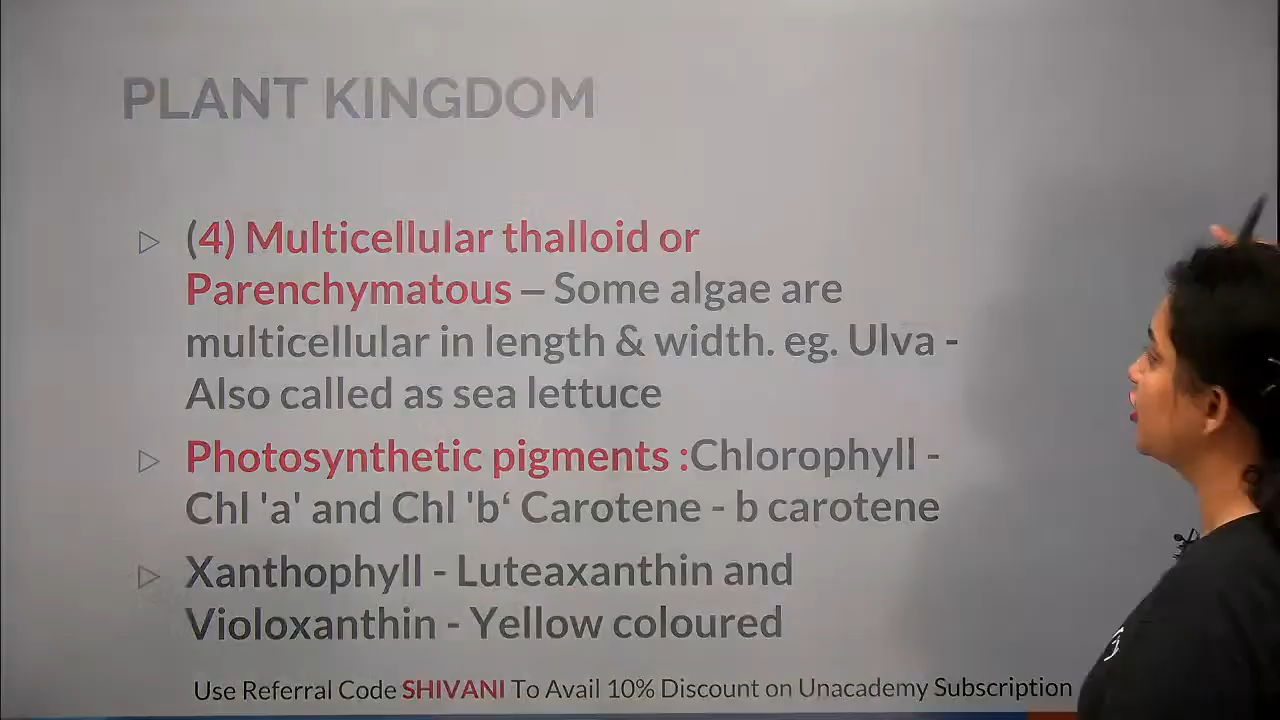 PLANT KINGDOM
(4) Multicellular thalloid or
Parenchymatous – Some algae are
multicellular in length & width. eg. Ulva -
Also called as sea lettuce
Photosynthetic pigments :Chlorophyll -
Chl 'a' and Chl 'b‘ Carotene - b carotene
Xanthophyll - Luteaxanthin and
Violoxanthin - Yellow coloured
Use Referral Code SHIVANI To Avail 10% Discount on Unacademy Subscription